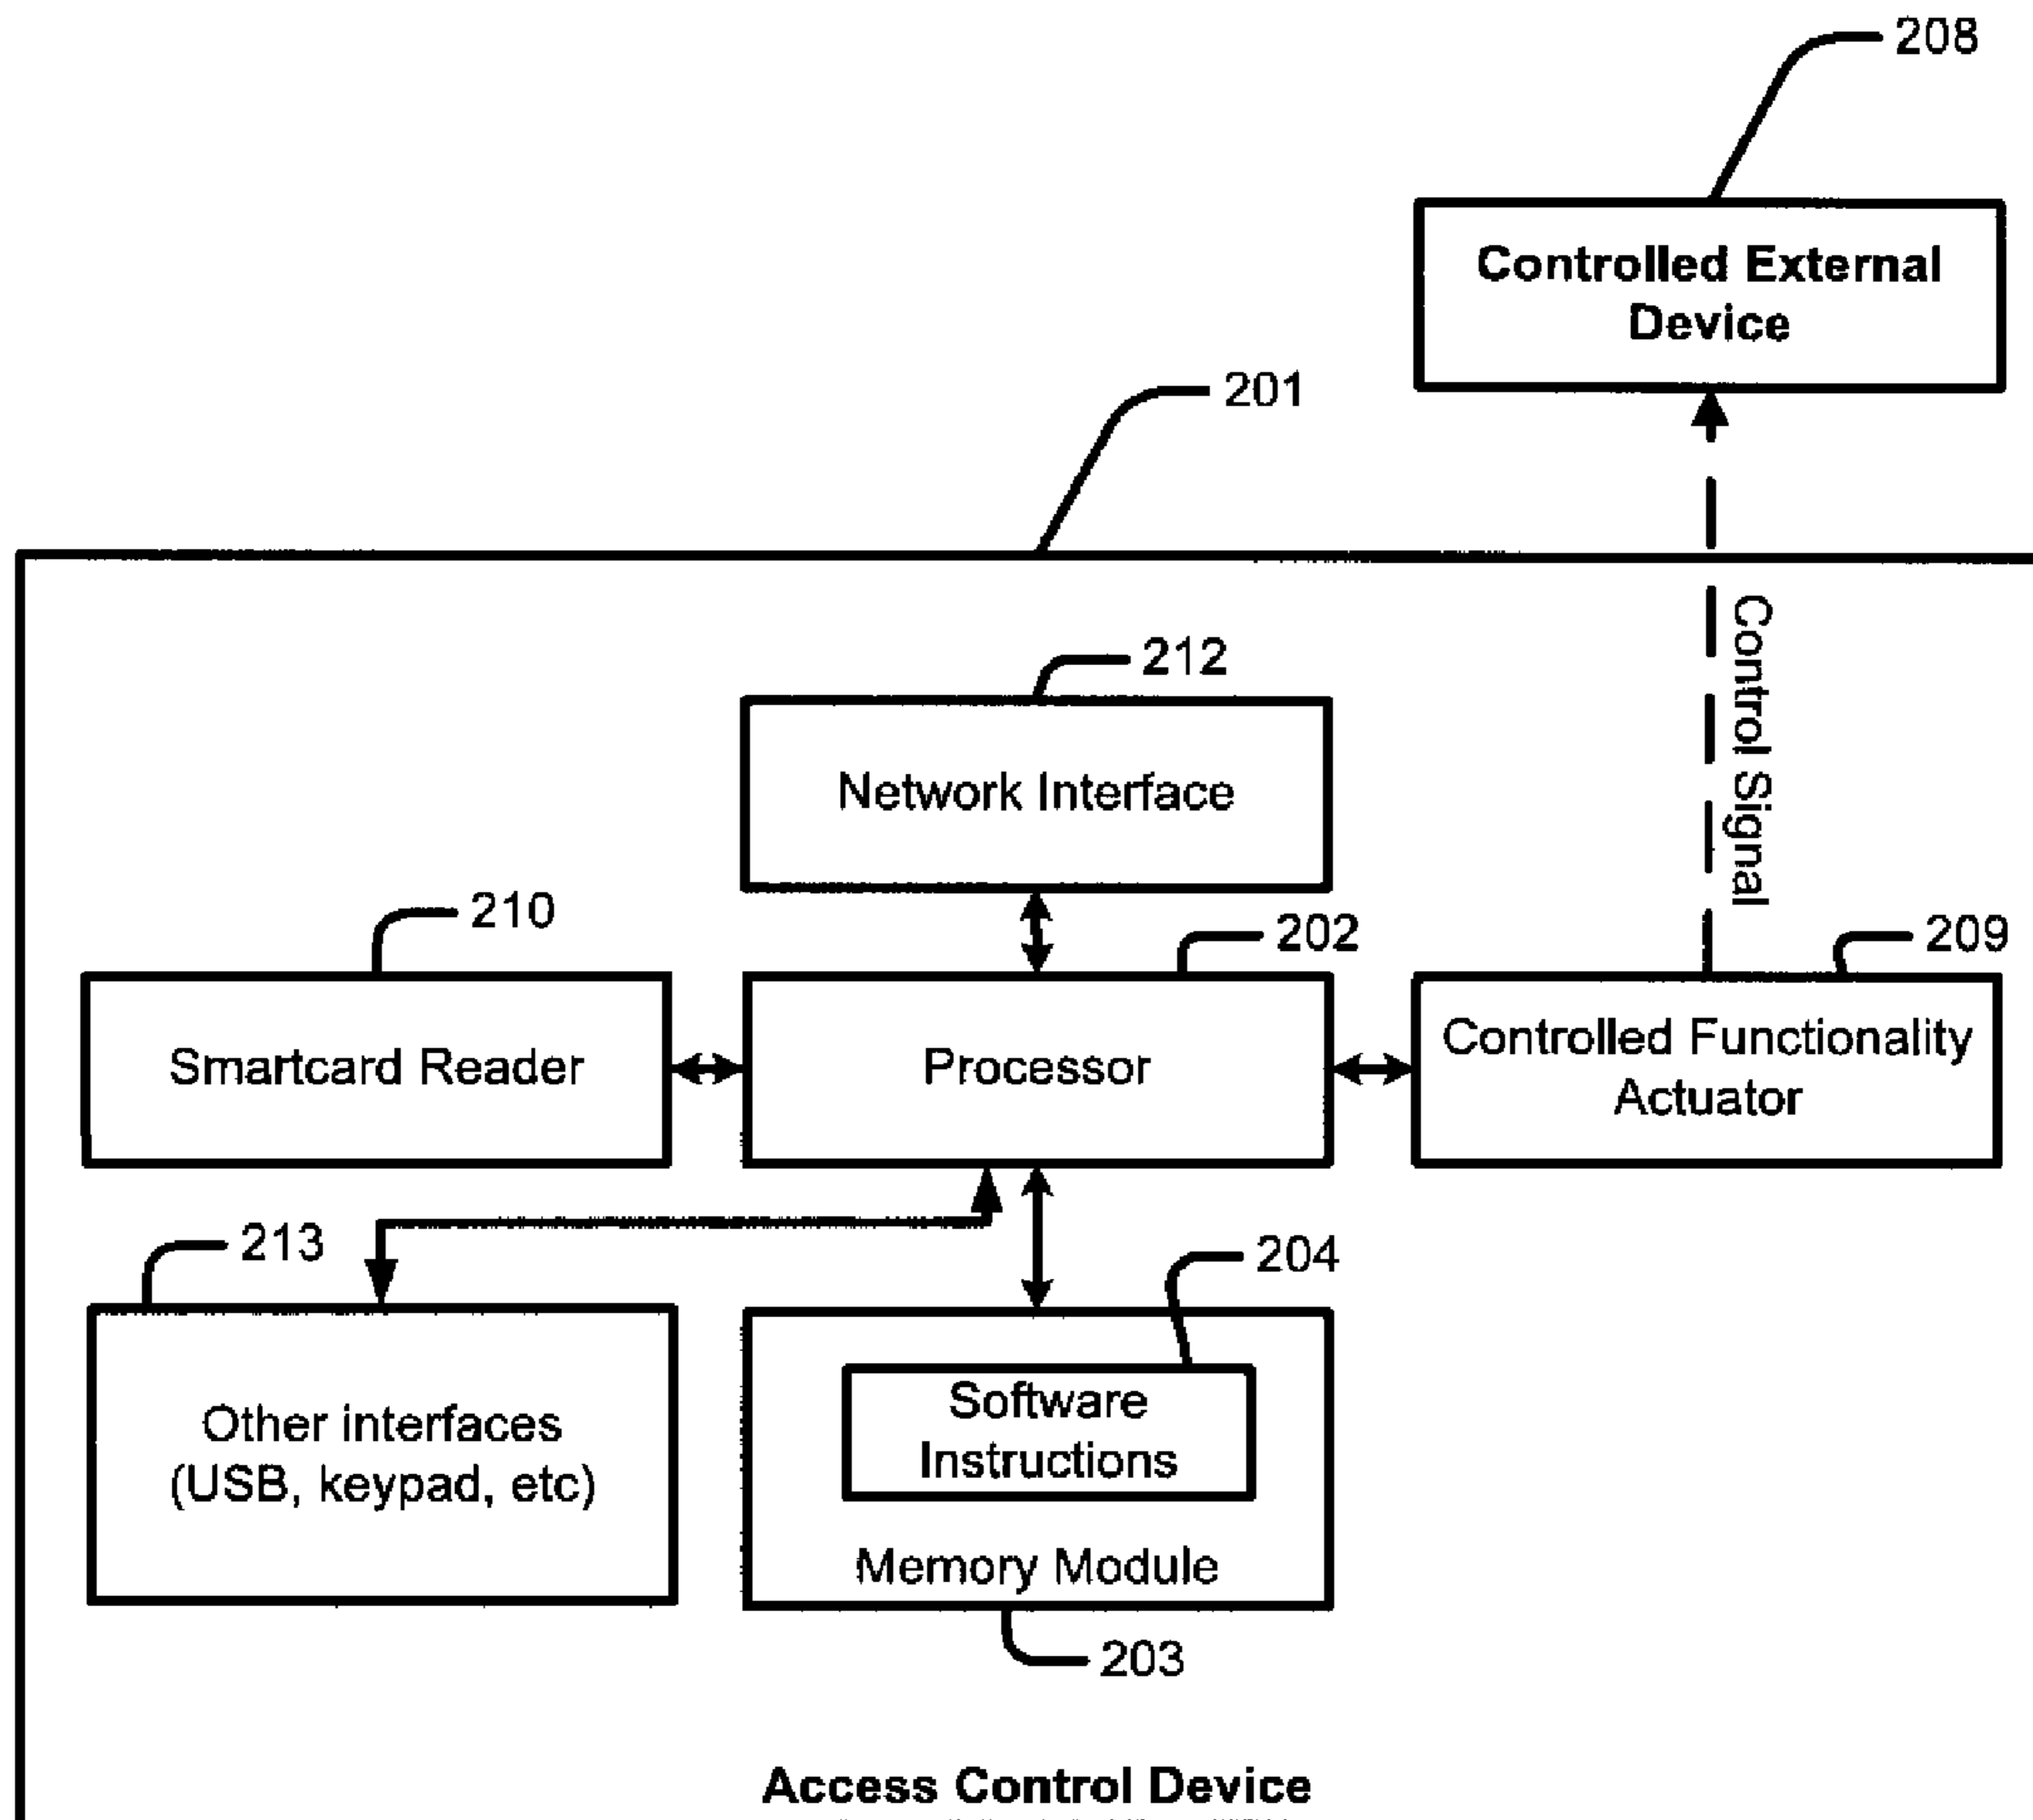 208
Controlled External
Device
201
212
Network Interface
Control Signal
210
202
209
Smartcard Reader
Processor
Controlled Functionality
Actuator
213
204
Other interfaces
(USB, keypad, etc)
Software
Instructions
Memory Module
203
Access Control Device